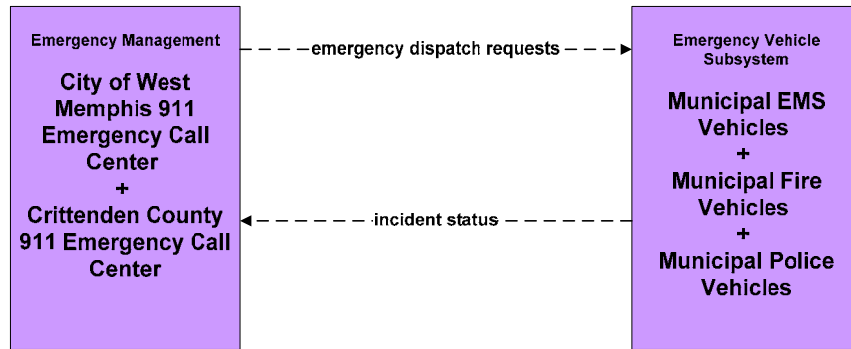 Emergency Management
City of West
Memphis 911
Emergency Call
Center
+
Crittenden County
911 Emergency Call
Center
emergency dispatch requests
incident status
Emergency Vehicle
Subsystem
Municipal EMS
Vehicles
+
Municipal Fire
Vehicles
+
Municipal Police
Vehicles